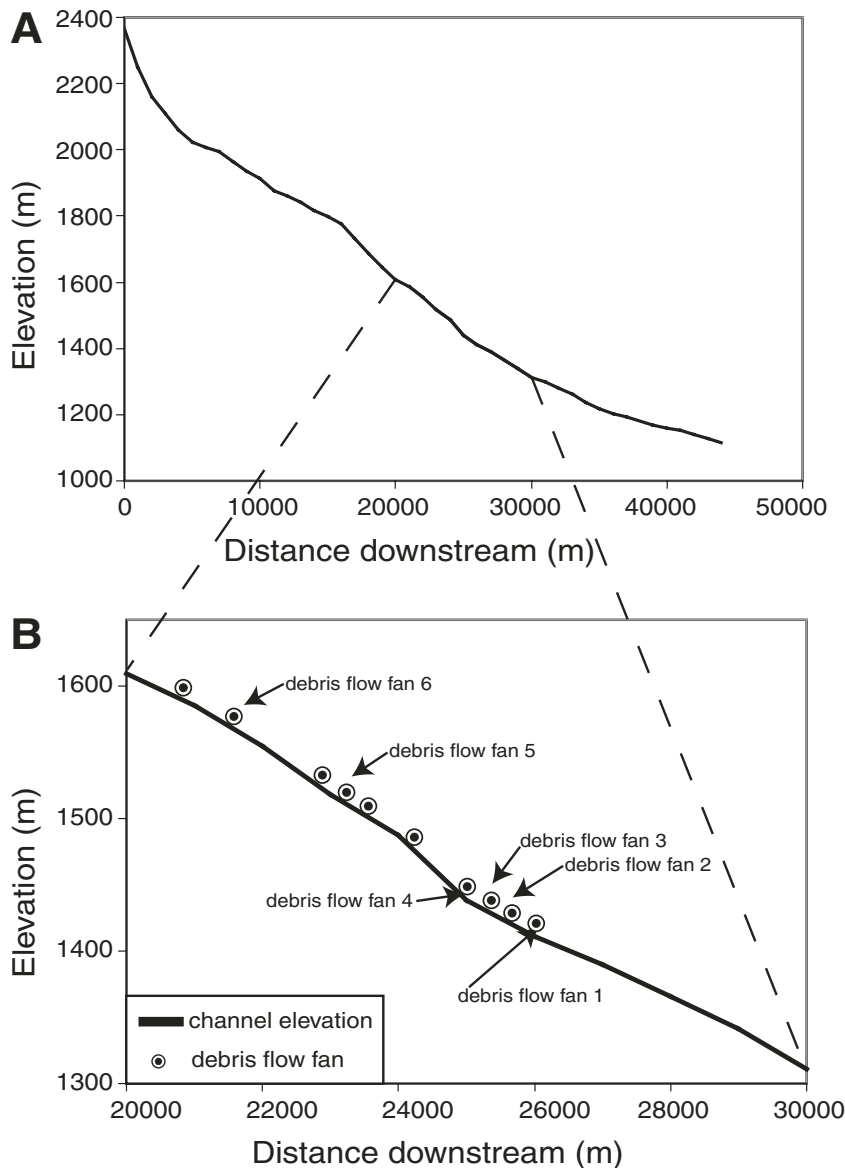 A
2400
2200
2000
1800
1600
1400
1200
1000
Elevation (m)
0 10000 20000 30000 40000 50000
Distance downstream (m)
B
1600
1500
1400
1300
Elevation (m)
debris flow fan 6
debris flow fan 5
debris flow fan 3
debris flow fan 2
debris flow fan 4
debris flow fan 1
channel elevation
debris flow fan
20000 22000 24000 26000 28000 30000
Distance downstream (m)